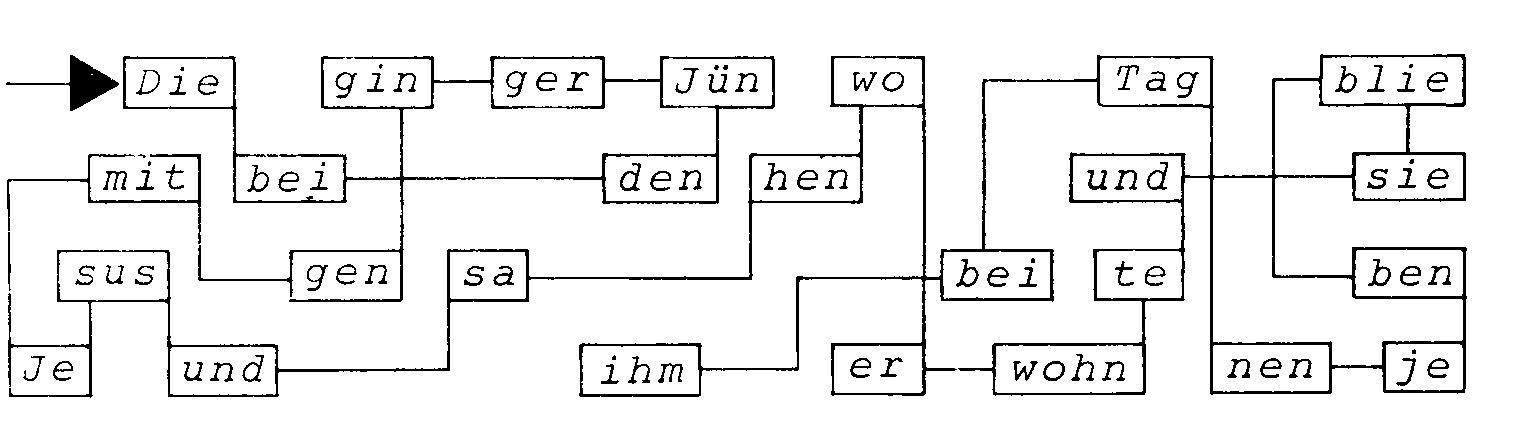 Die gin ger Jün wo Tag blie
mit bei den hen und sie
sus gen sa bei te ben
Je und ihm er wohn nen je